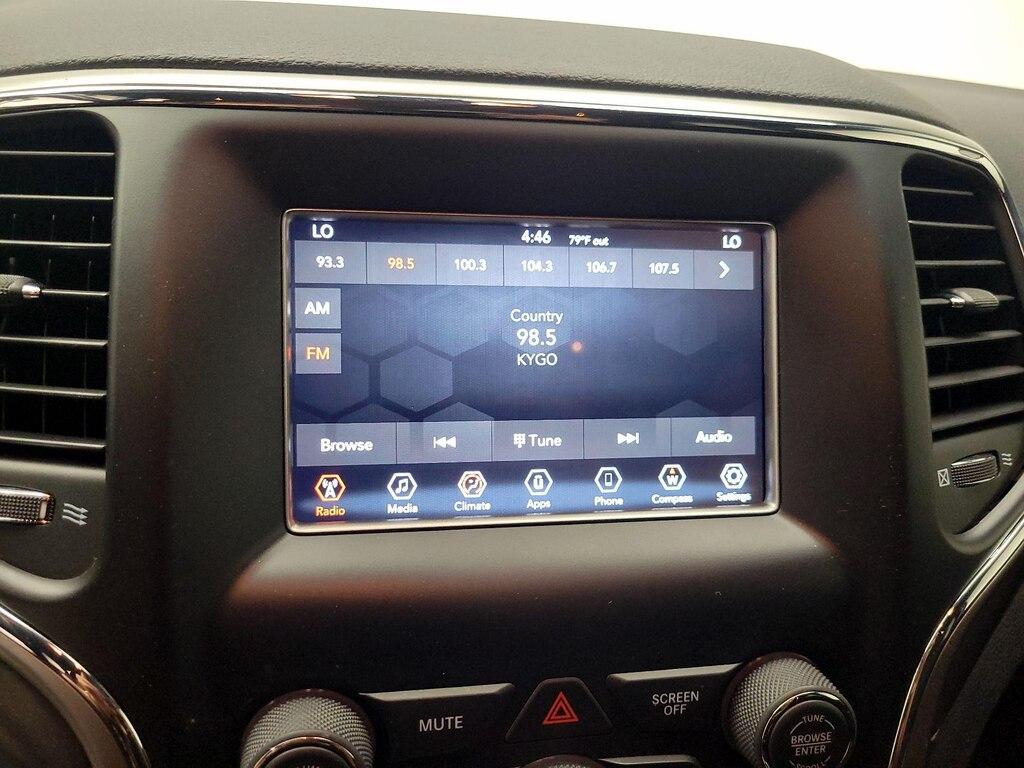 LO 4:46 79°F out LO
93.3 98.5 100.3 104.3 106.7 107.5
AM
FM
Country
98.5
KYGO
Browse Tune Audio
Radio Media Climate Apps Phone W Compass Settings
MUTE
SCREEN
OFF
TUNE
BROWSE
ENTER
SCROLL